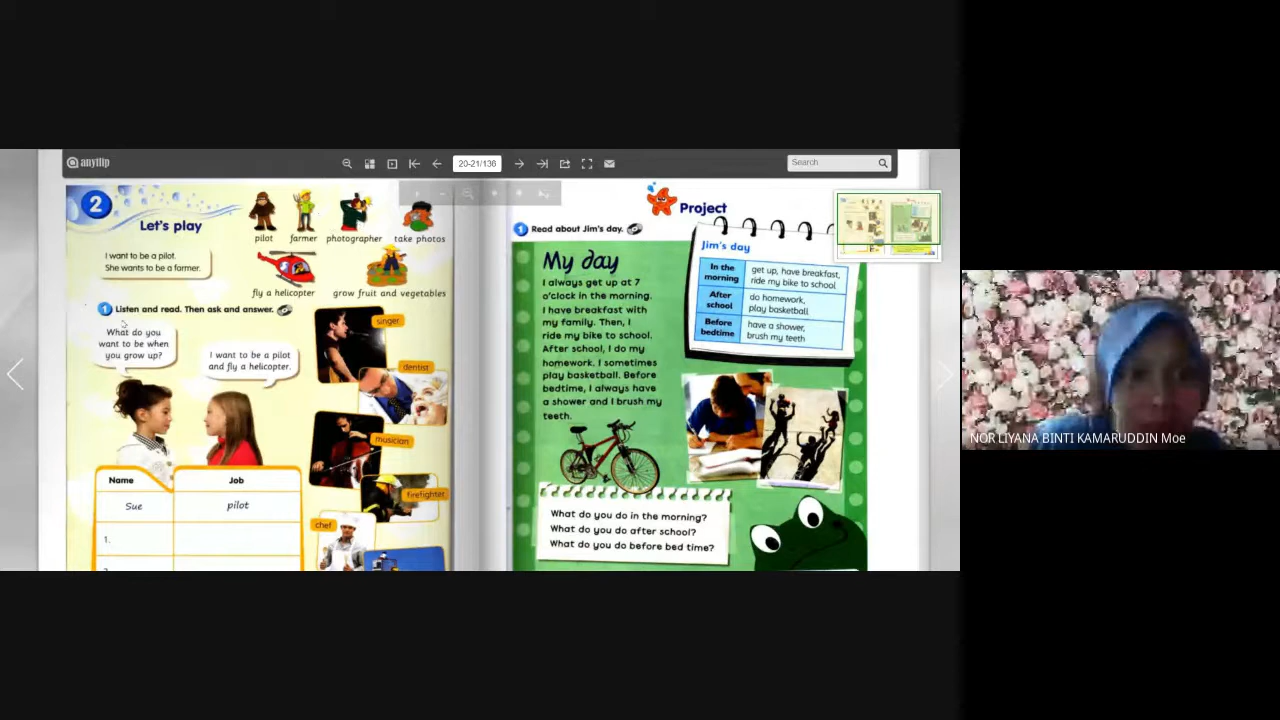 anyflip
20-21/136
Search
2
Let's play
pilot
farmer
photographer
take photos
I want to be a pilot.
She wants to be a farmer.
fly a helicopter
grow fruit and vegetables
1 Listen and read. Then ask and answer.
What do you
want to be when
you grow up?
I want to be a pilot
and fly a helicopter.
singer
dentist
musician
firefighter
chef
Name
Job
Sue
pilot
1.
Project
1 Read about Jim's day.
My day
I always get up at 7
o'clock in the morning.
I have breakfast with
my family. Then, I
ride my bike to school.
After school, I do my
homework. I sometimes
play basketball. Before
bedtime, I always have
a shower and I brush my
teeth.
Jim's day
In the
morning
get up, have breakfast,
ride my bike to school
After
school
do homework,
play basketball
Before
bedtime
have a shower,
brush my teeth
What do you do in the morning?
What do you do after school?
What do you do before bed time?
NOR LIYANA BINTI KAMARUDDIN Moe